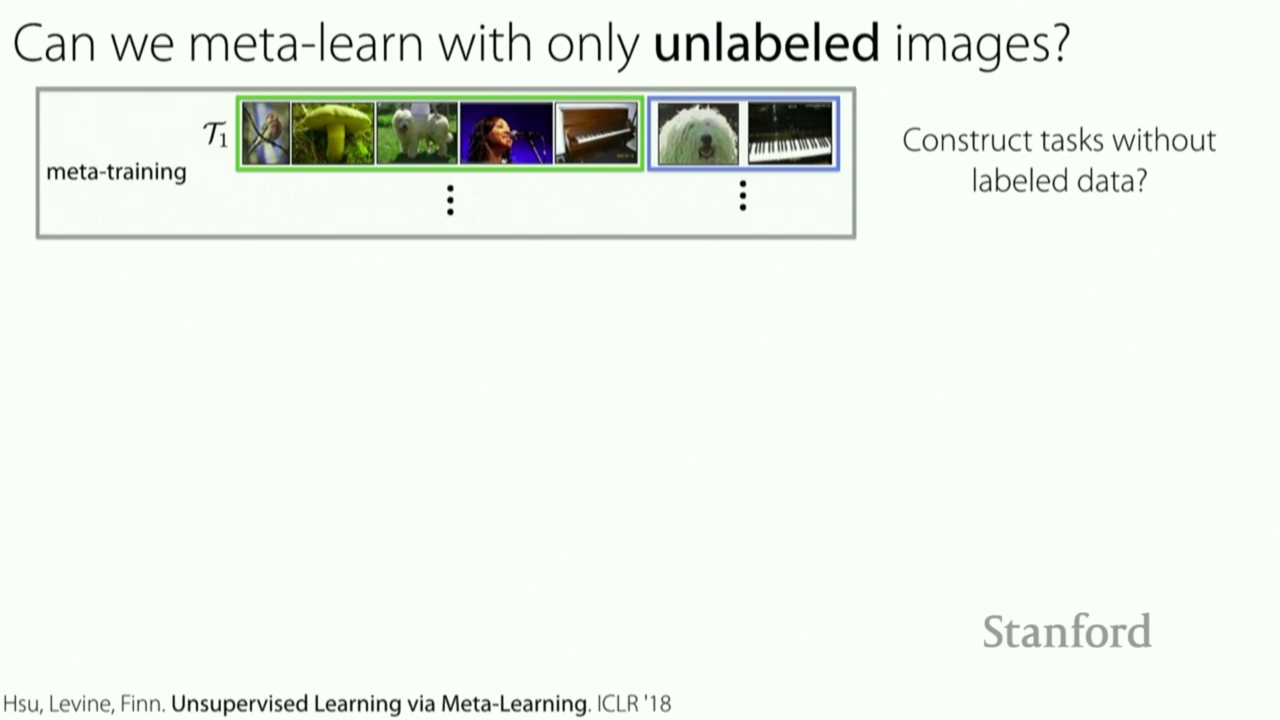 Can we meta-learn with only unlabeled images?
𝒯1
meta-training
Construct tasks without
labeled data?
Stanford
Hsu, Levine, Finn. Unsupervised Learning via Meta-Learning. ICLR '18